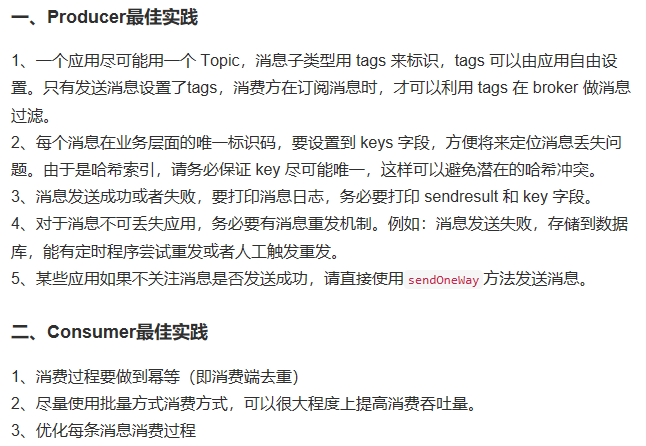 一、Producer最佳实践
1、一个应用尽可能用一个 Topic，消息子类型用 tags 来标识，tags 可以由应用自由设
置。只有发送消息设置了tags，消费方在订阅消息时，才可以利用 tags 在 broker 做消息
过滤。
2、每个消息在业务层面的唯一标识码，要设置到 keys 字段，方便将来定位消息丢失问
题。由于是哈希索引，请务必保证 key 尽可能唯一，这样可以避免潜在的哈希冲突。
3、消息发送成功或者失败，要打印消息日志，务必要打印 sendresult 和 key 字段。
4、对于消息不可丢失应用，务必要有消息重发机制。例如：消息发送失败，存储到数据
库，能有定时程序尝试重发或者人工触发重发。
5、某些应用如果不关注消息是否发送成功，请直接使用 sendOneWay 方法发送消息。
二、Consumer最佳实践
1、消费过程要做到幂等（即消费端去重）
2、尽量使用批量方式消费方式，可以很大程度上提高消费吞吐量。
3、优化每条消息消费过程